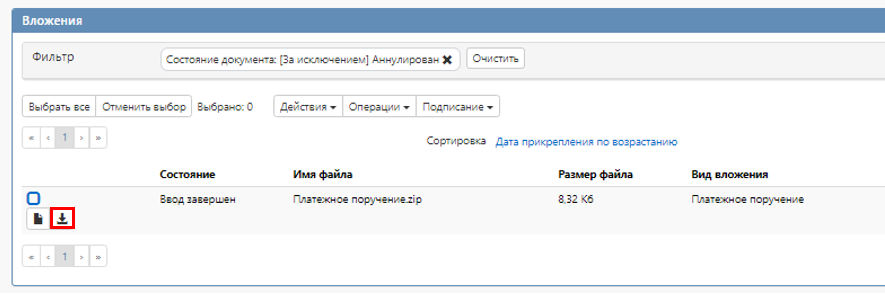 Вложения
Фильтр
Состояние документа: [За исключением] Аннулирован ✖ Очистить
Выбрать все Отменить выбор Выбрано: 0 Действия Операции Подписание
« ‹ 1 › » Сортировка Дата прикрепления по возрастанию
Состояние Имя файла Размер файла Вид вложения
Ввод завершен Платежное поручение.zip 8,32 Кб Платежное поручение
« ‹ 1 › »